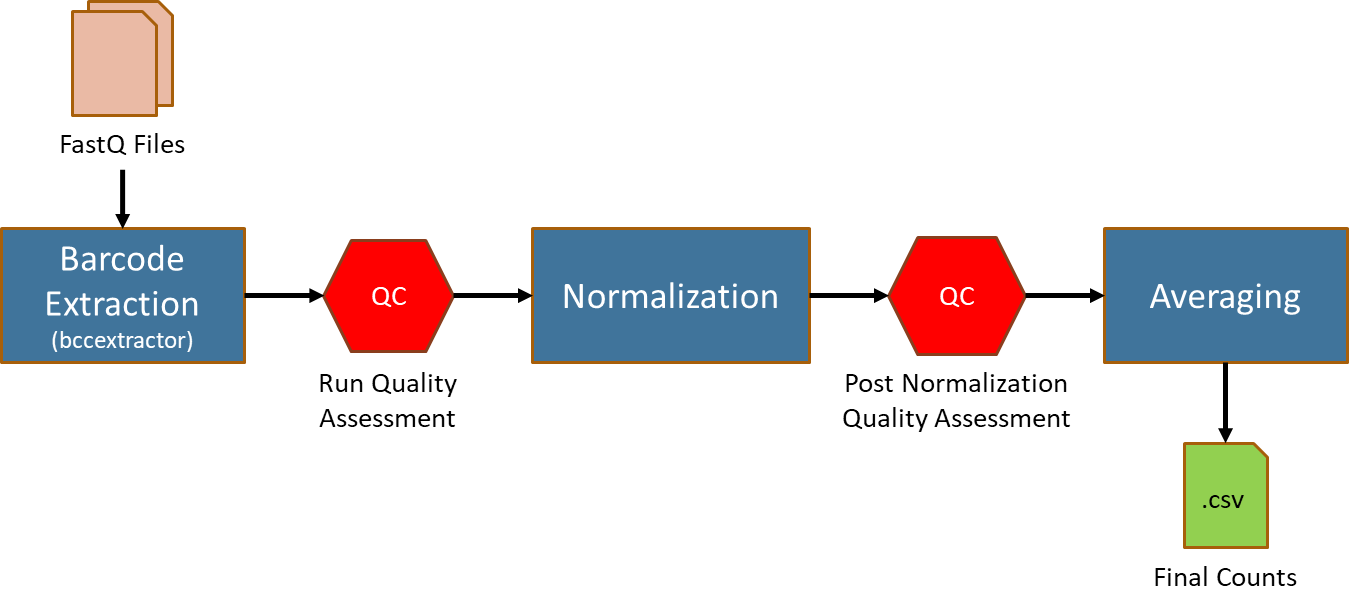 FastQ Files
Barcode
Extraction
(bccextractor)
QC
Run Quality
Assessment
Normalization
QC
Post Normalization
Quality Assessment
Averaging
.csv
Final Counts